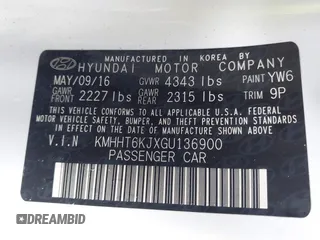 MANUFACTURED IN KOREA BY
HYUNDAI MOTOR COMPANY
MAY/09/16 GVWR 4343 lbs PAINT YW6
GAWR FRONT 2227 lbs GAWR REAR 2315 lbs TRIM 9P
THIS VEHICLE CONFORMS TO ALL APPLICABLE U.S.A. FEDERAL
MOTOR VEHICLE SAFETY, BUMPER, AND THEFT PREVENTION
STANDARDS IN EFFECT ON THE DATE OF MANUFACTURE
SHOWN ABOVE.
V.I.N KMHHT6KJXGU136900
PASSENGER CAR
DREAMBID